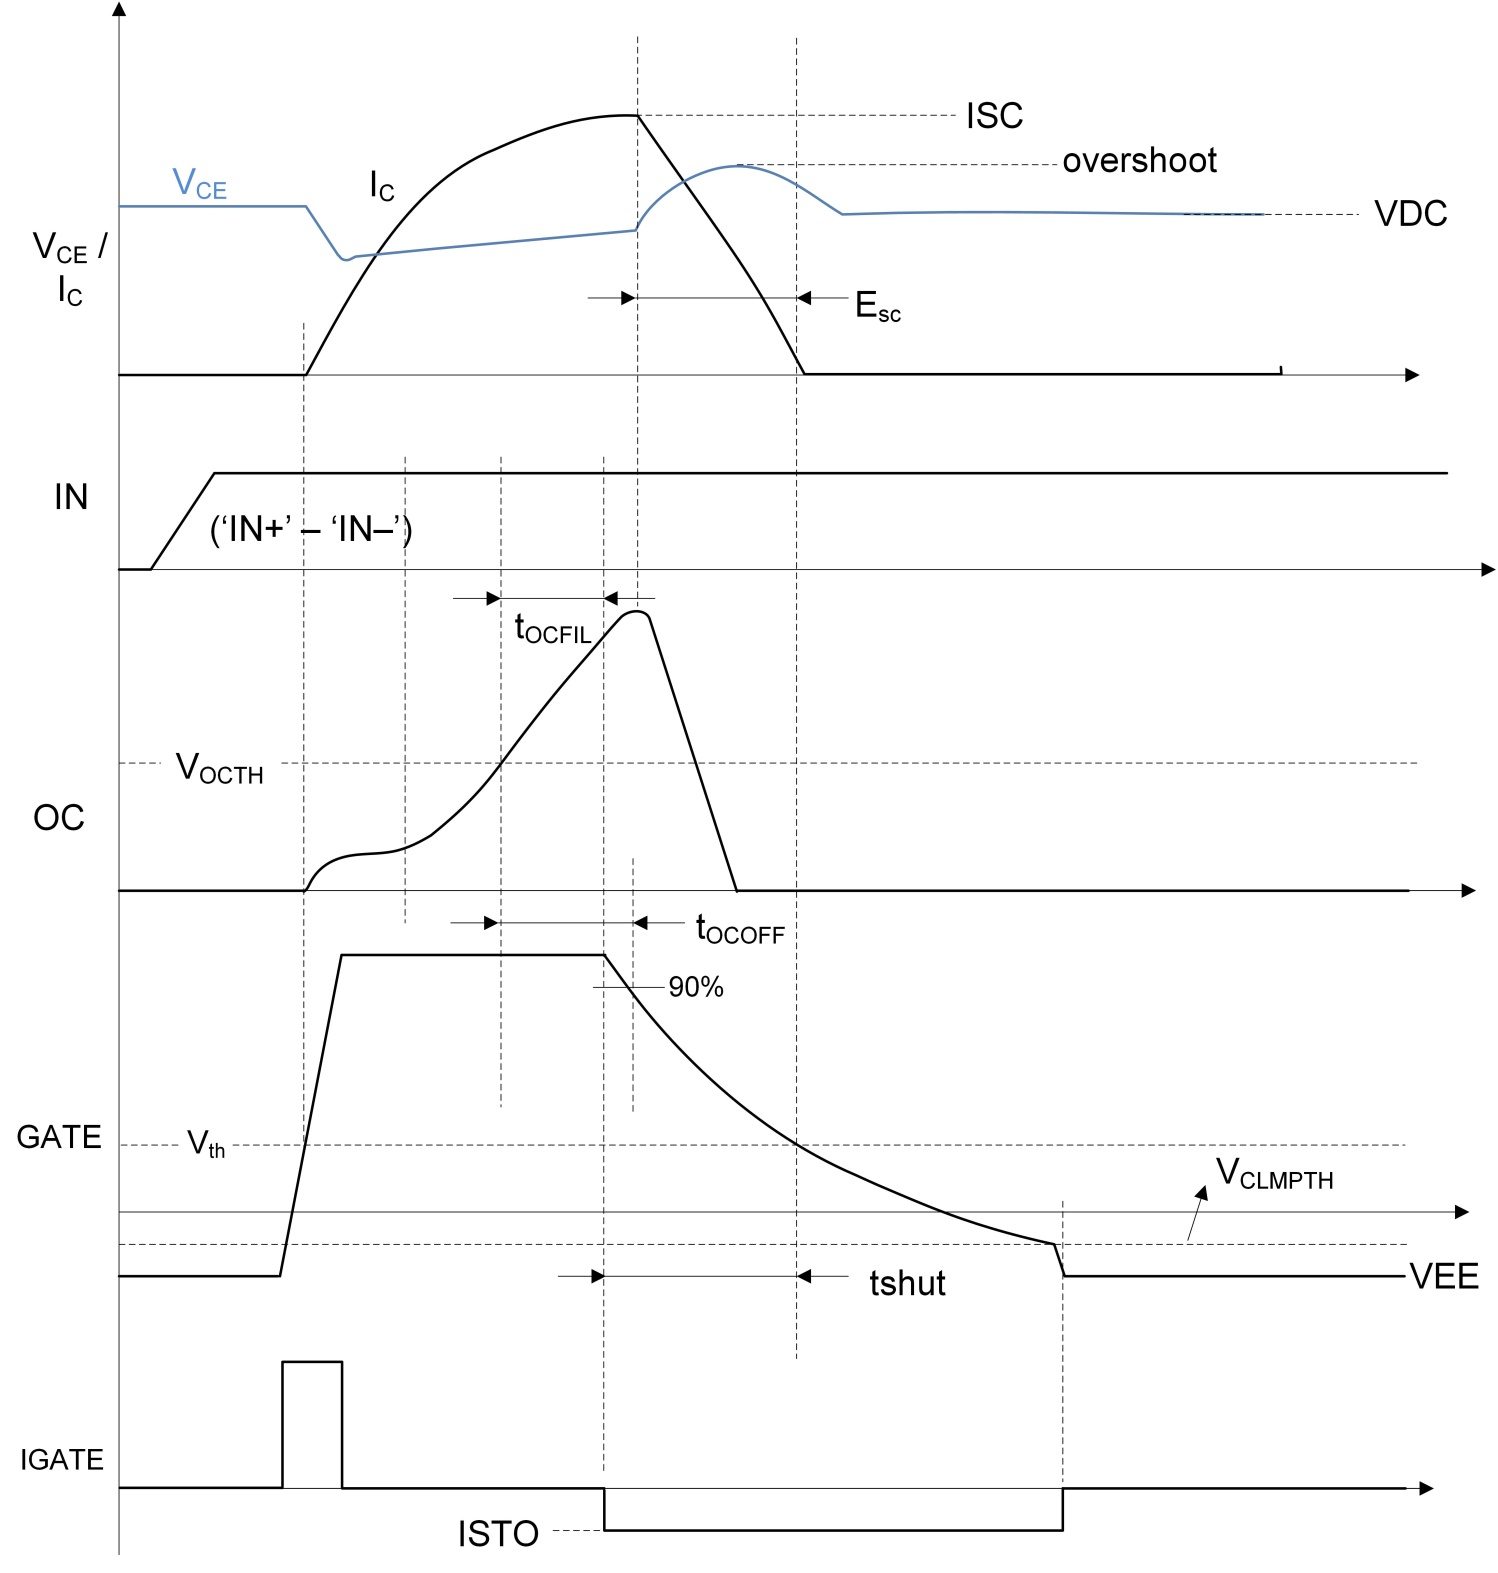 ISC
overshoot
VCE
IC
VDC
VCE /
IC
Esc
IN
(‘IN+’ – ‘IN–’)
tOCFIL
VOCTH
OC
tOCOFF
90%
GATE
Vth
VCLMPTH
VEE
tshut
IGATE
ISTO